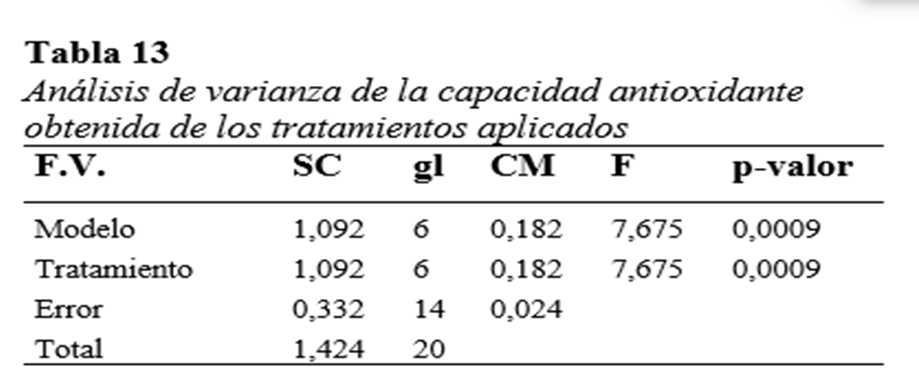 Tabla 13
Análisis de varianza de la capacidad antioxidante
obtenida de los tratamientos aplicados
F.V. SC gl CM F p-valor
Modelo 1,092 6 0,182 7,675 0,0009
Tratamiento 1,092 6 0,182 7,675 0,0009
Error 0,332 14 0,024
Total 1,424 20